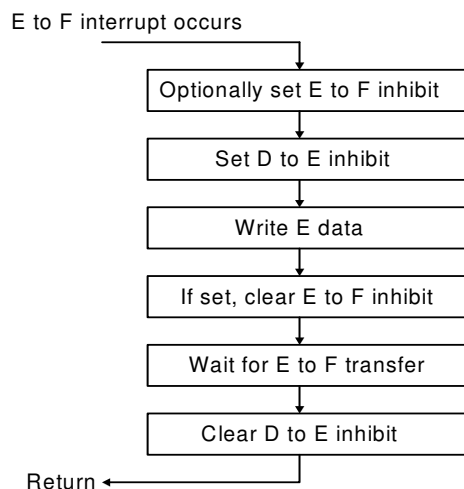 E to F interrupt occurs
Optionally set E to F inhibit
Set D to E inhibit
Write E data
If set, clear E to F inhibit
Wait for E to F transfer
Clear D to E inhibit
Return